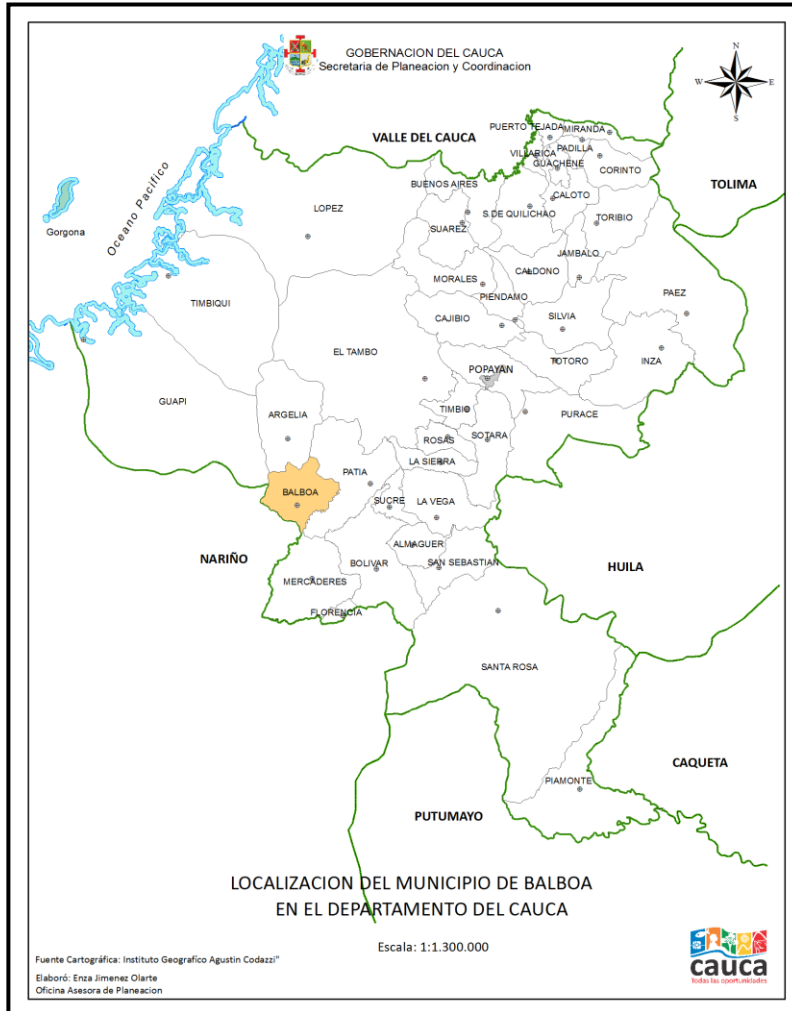 GOBERNACION DEL CAUCA
Secretaria de Planeacion y Coordinacion
N
W
E
S
VALLE DEL CAUCA
PUERTO TEJADA
MIRANDA
PADILLA
VILLARICA
GUACHENE
CORINTO
TOLIMA
BUENOS AIRES
CALOTO
LOPEZ
S.DE QUILICHAO
TORIBIO
SUAREZ
Gorgona
Oceano Pacífico
JAMBALO
MORALES
CALDONO
PAEZ
TIMBIQUI
PIENDAMO
CAJIBIO
SILVIA
EL TAMBO
TOTORO
INZA
POPAYAN
GUAPI
ARGELIA
TIMBIO
PURACE
ROSAS
SOTARA
LA SIERRA
PATIA
BALBOA
SUCRE
LA VEGA
ALMAGUER
NARIÑO
BOLIVAR
SAN SEBASTIAN
HUILA
MERCADERES
FLORENCIA
SANTA ROSA
CAQUETA
PIAMONTE
PUTUMAYO
LOCALIZACION DEL MUNICIPIO DE BALBOA
EN EL DEPARTAMENTO DEL CAUCA
Escala: 1:1.300.000
Fuente Cartográfica: Instituto Geografico Agustin Codazzi"
Elaboró: Enza Jimenez Olarte
Oficina Asesora de Planeacion
cauca
Todas las oportunidades